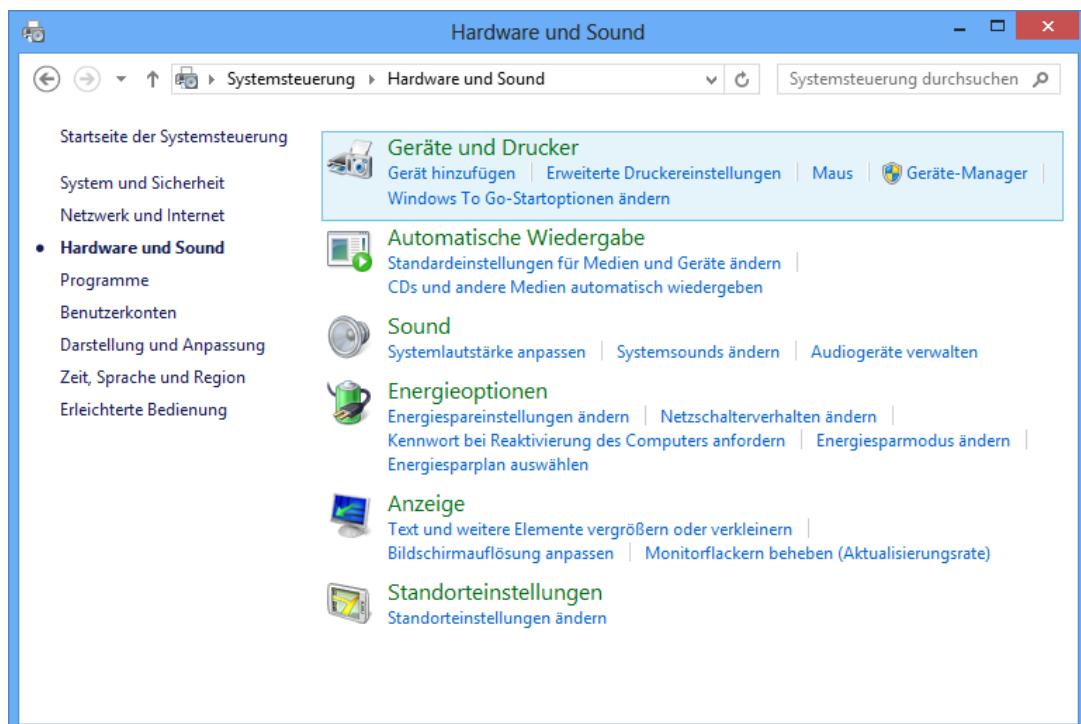 Hardware und Sound
Systemsteuerung Hardware und Sound Systemsteuerung durchsuchen
Startseite der Systemsteuerung
System und Sicherheit
Netzwerk und Internet
Hardware und Sound
Programme
Benutzerkonten
Darstellung und Anpassung
Zeit, Sprache und Region
Erleichterte Bedienung
Geräte und Drucker
Gerät hinzufügen Erweiterte Druckereinstellungen Maus Geräte-Manager
Windows To Go-Startoptionen ändern
Automatische Wiedergabe
Standardeinstellungen für Medien und Geräte ändern
CDs und andere Medien automatisch wiedergeben
Sound
Systemlautstärke anpassen Systemsounds ändern Audiogeräte verwalten
Energieoptionen
Energiespareinstellungen ändern Netzschalterverhalten ändern
Kennwort bei Reaktivierung des Computers anfordern Energiesparmodus ändern
Energiesparplan auswählen
Anzeige
Text und weitere Elemente vergrößern oder verkleinern
Bildschirmauflösung anpassen Monitorflackern beheben (Aktualisierungsrate)
Standorteinstellungen
Standorteinstellungen ändern